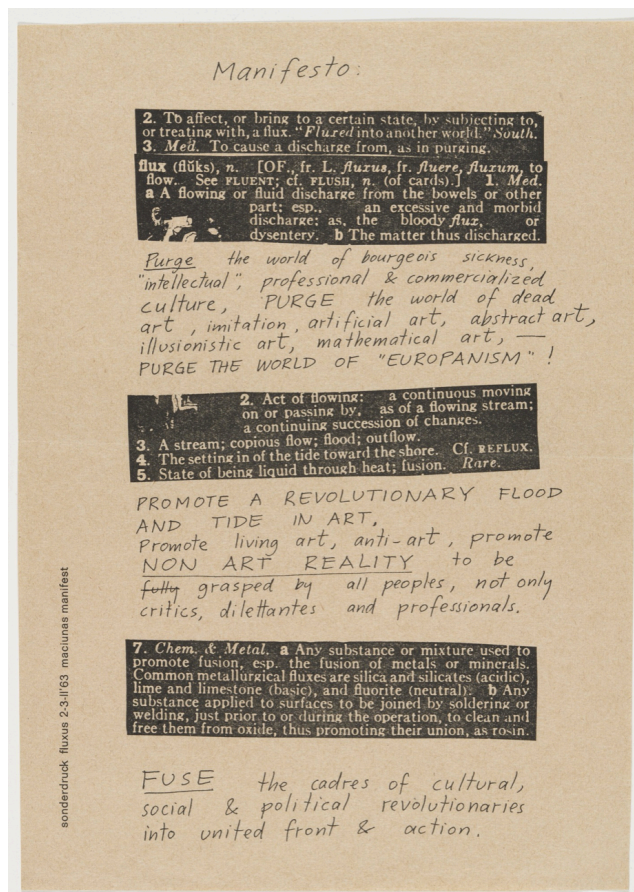 Manifesto:
2. To affect, or bring to a certain state, by subjecting to,
or treating with, a flux. "Fluxed into another world." South.
3. Med. To cause a discharge from, as in purging.
flux (flŭks), n. [OF., fr. L. fluxus, fr. fluere, fluxum, to
flow. See FLUENT; cf. FLUSH, n. (of cards).] 1. Med.
a A flowing or fluid discharge from the bowels or other
part; esp., an excessive and morbid
discharge; as, the bloody flux, or
dysentery. b The matter thus discharged.
Purge the world of bourgeois sickness,
"intellectual", professional & commercialized
culture, PURGE the world of dead
art, imitation, artificial art, abstract art,
illusionistic art, mathematical art, —
PURGE THE WORLD OF "EUROPANISM"!
2. Act of flowing: a continuous moving
on or passing by, as of a flowing stream;
a continuing succession of changes.
3. A stream; copious flow; flood; outflow.
4. The setting in of the tide toward the shore. Cf. REFLUX.
5. State of being liquid through heat; fusion. Rare.
PROMOTE A REVOLUTIONARY FLOOD
AND TIDE IN ART,
Promote living art, anti-art, promote
NON ART REALITY to be
fully grasped by all peoples, not only
critics, dilettantes and professionals.
7. Chem. & Metal. a Any substance or mixture used to
promote fusion, esp. the fusion of metals or minerals.
Common metallurgical fluxes are silica and silicates (acidic),
lime and limestone (basic), and fluorite (neutral). b Any
substance applied to surfaces to be joined by soldering or
welding, just prior to or during the operation, to clean and
free them from oxide, thus promoting their union, as rosin.
FUSE the cadres of cultural,
social & political revolutionaries
into united front & action.
sonderdruck fluxus 2-3-II'63 maciunas manifest